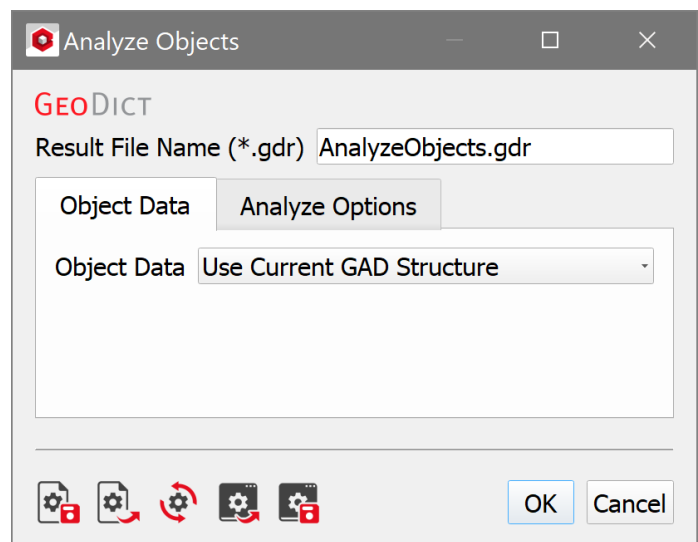 Analyze Objects
GEODICT
Result File Name (*.gdr) AnalyzeObjects.gdr
Object Data Analyze Options
Object Data Use Current GAD Structure
OK Cancel